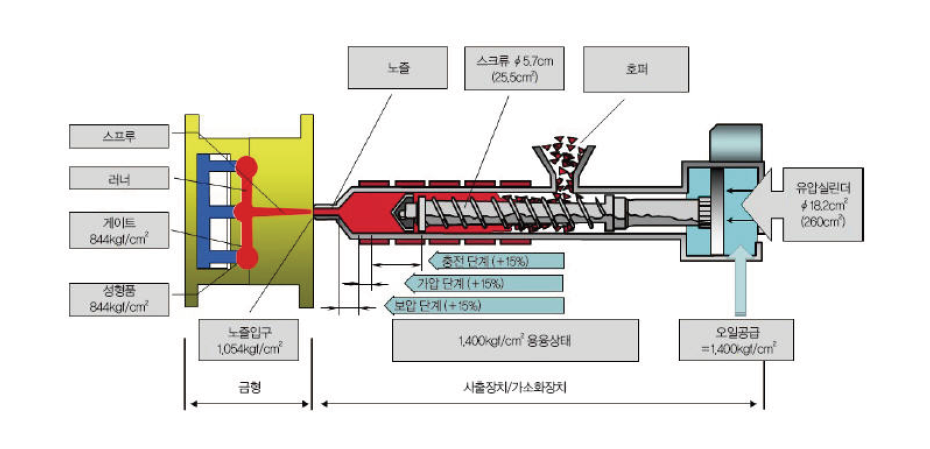 노즐
스크류 φ5.7cm
(25.5cm²)
호퍼
스프루
러너
게이트
844kgf/cm²
성형품
844kgf/cm²
유압실린더
φ18.2cm²
(260cm²)
충전 단계 (+15%)
가압 단계 (+15%)
보압 단계 (+15%)
노즐입구
1,054kgf/cm²
1,400kgf/cm² 용융상태
오일공급
=1,400kgf/cm²
금형
사출장치/가소화장치